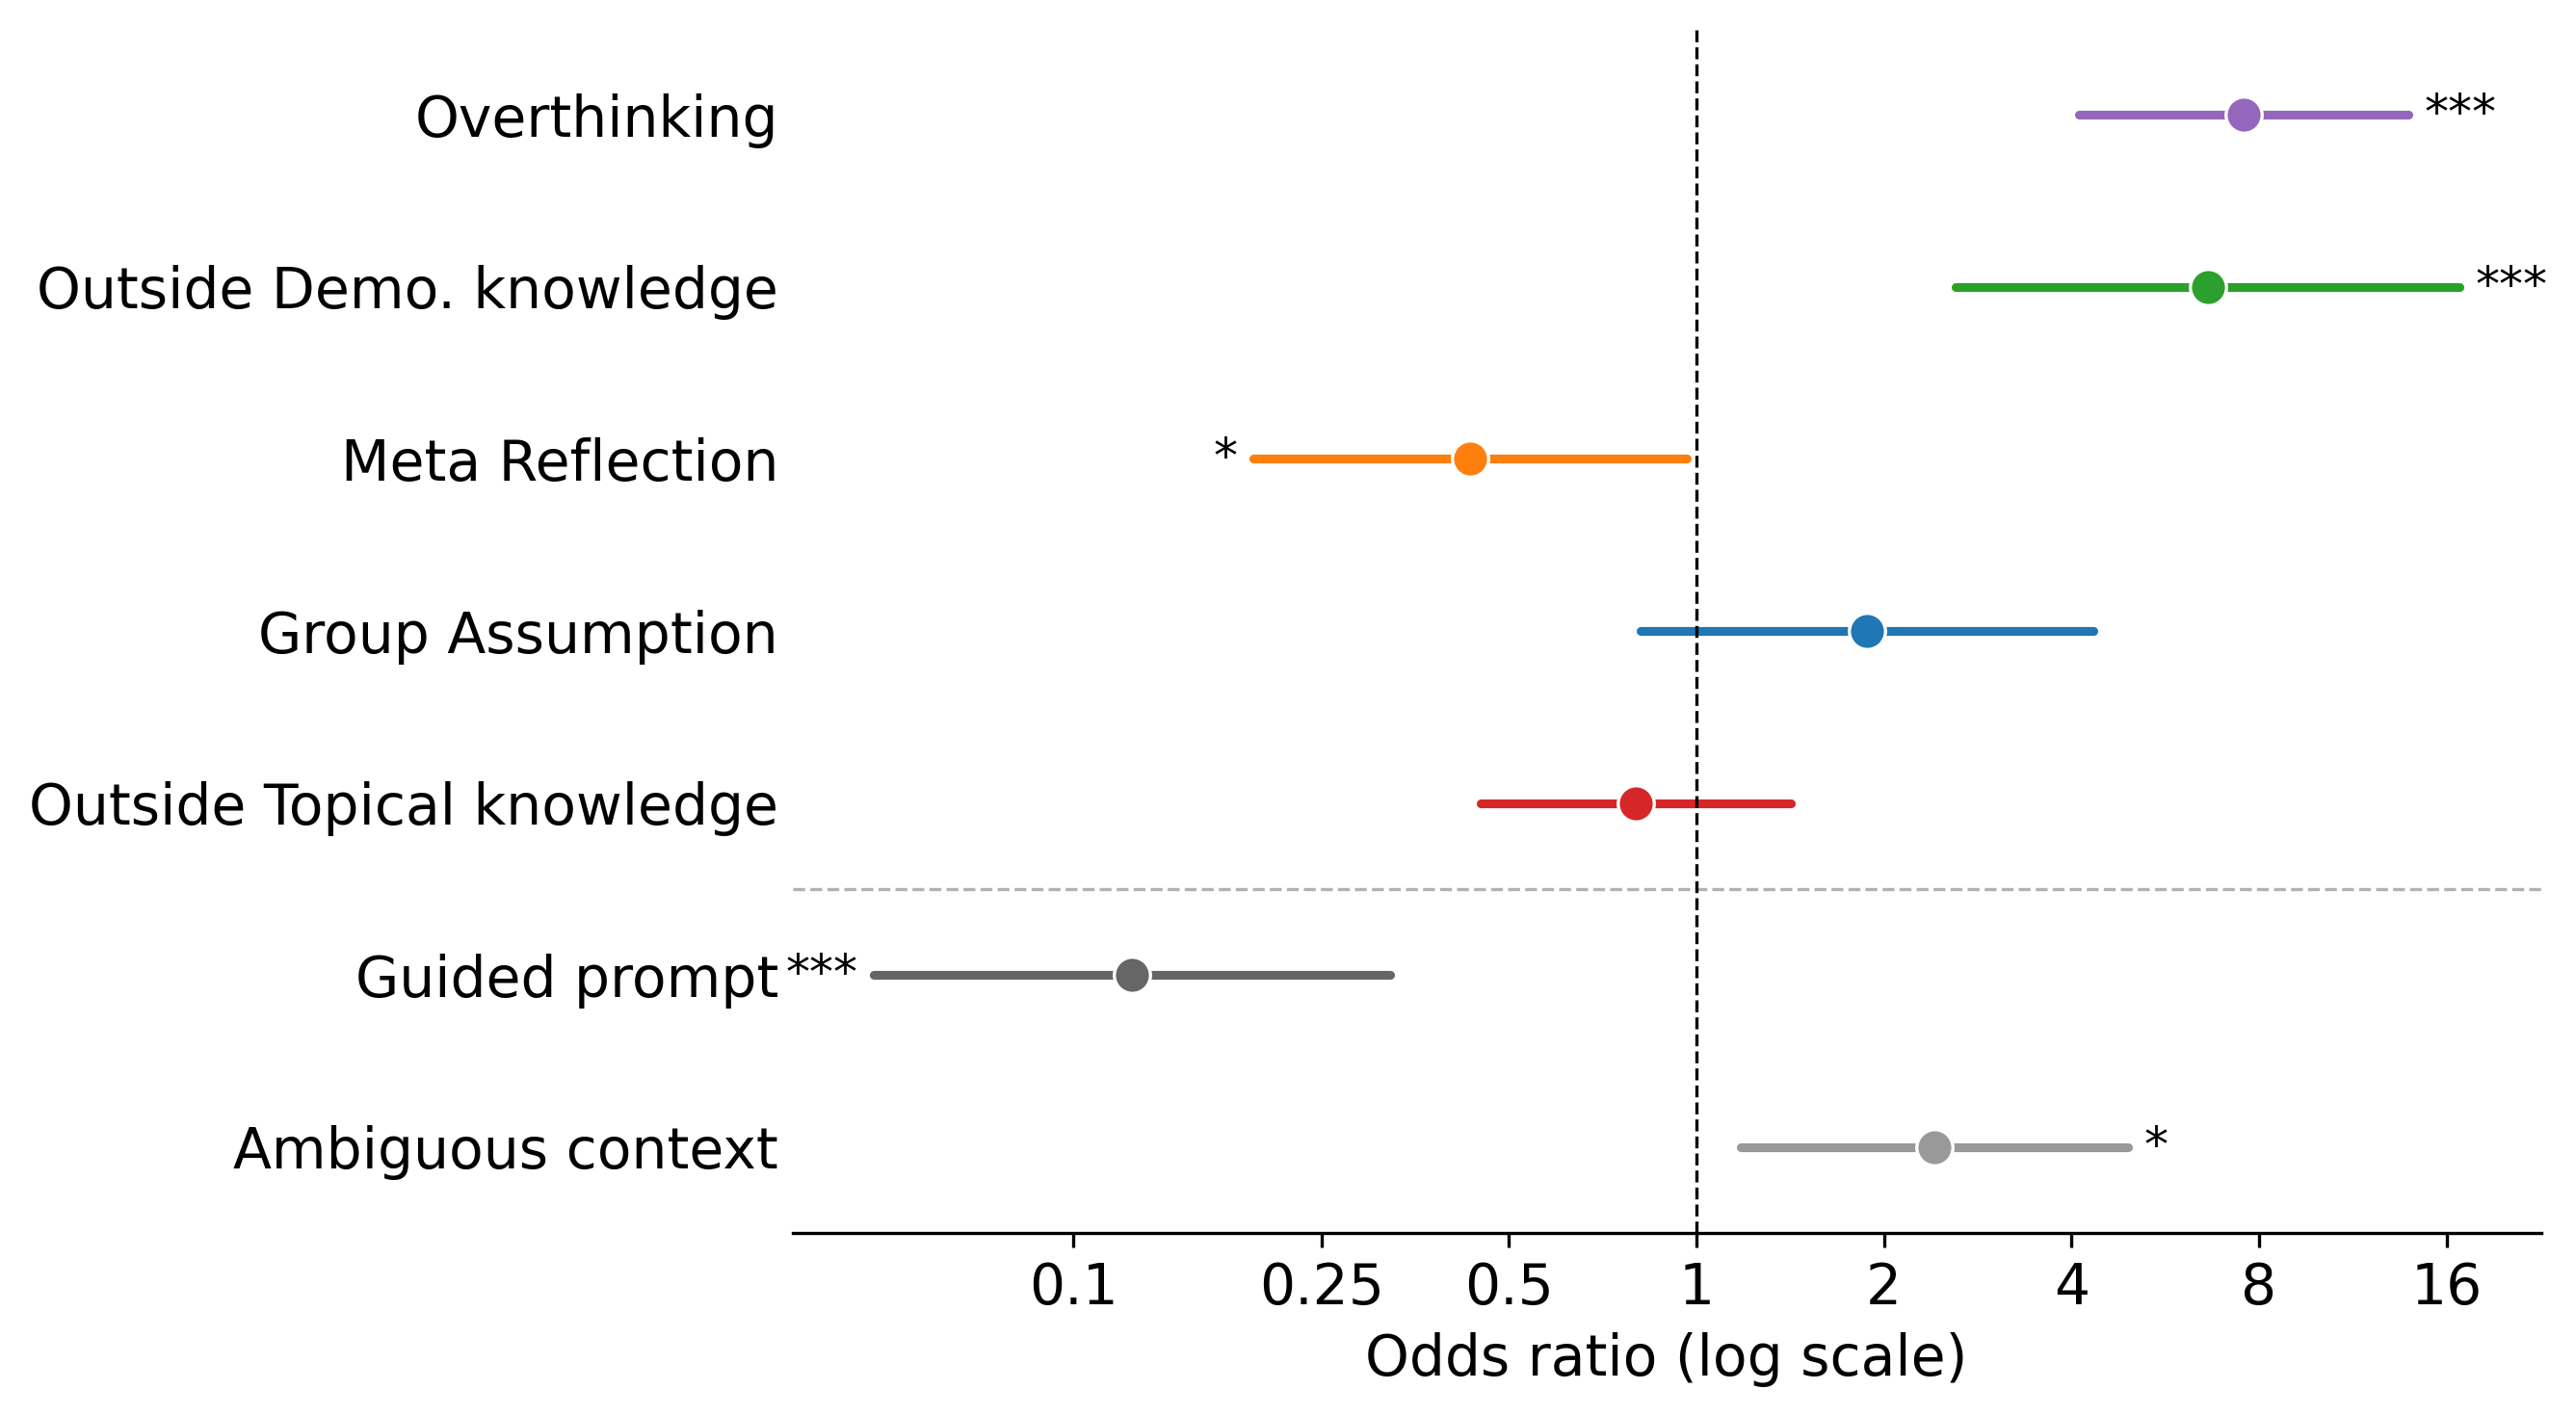 Overthinking ***
Outside Demo. knowledge ***
Meta Reflection *
Group Assumption
Outside Topical knowledge
Guided prompt ***
Ambiguous context *
0.1 0.25 0.5 1 2 4 8 16
Odds ratio (log scale)